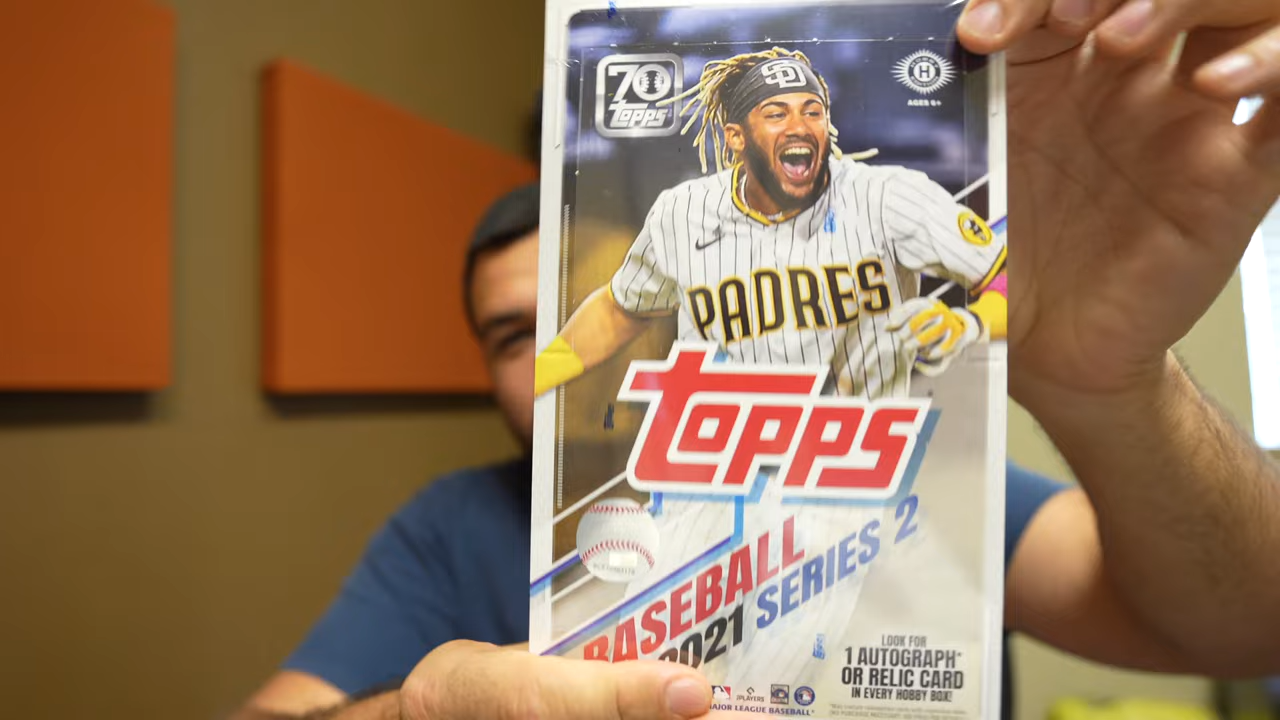 70
TOPPS
H
AGES 6+
SD
PADRES
TOPPS
BASEBALL
2021 SERIES 2
LOOK FOR
1 AUTOGRAPH*
OR RELIC CARD
IN EVERY HOBBY BOX!
PLAYERS
MAJOR LEAGUE BASEBALL